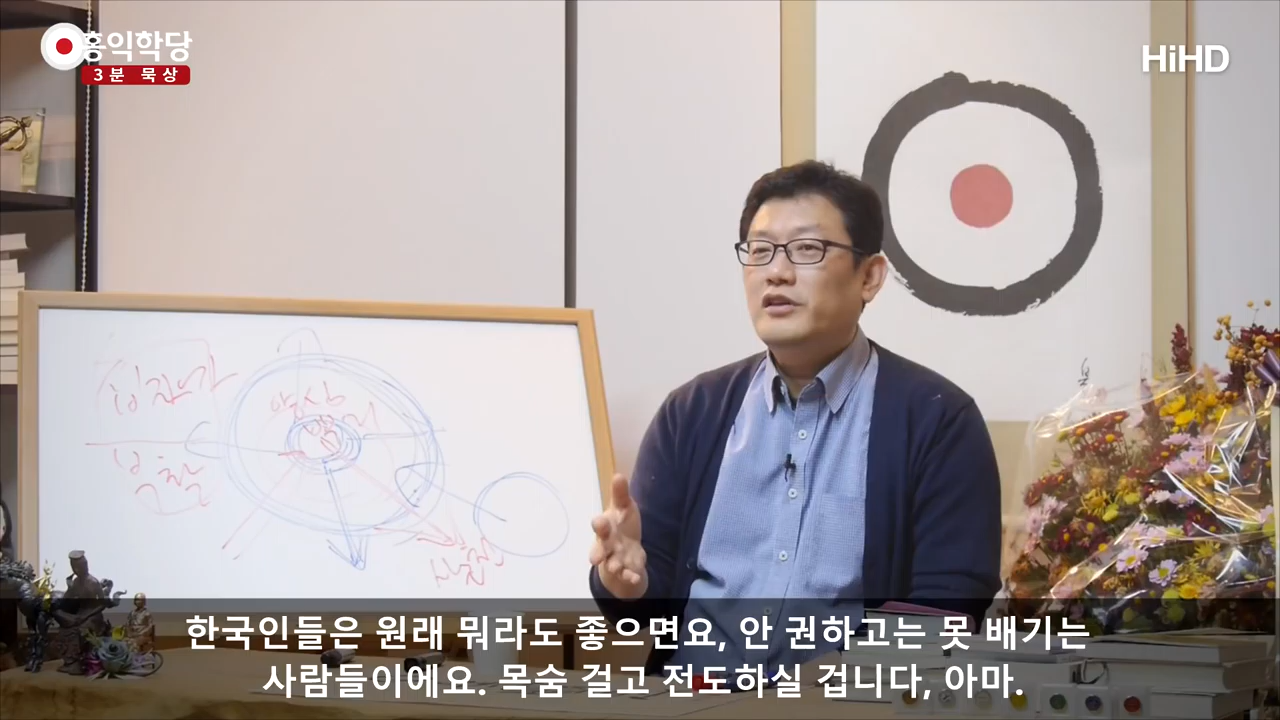 홍익학당
3분 묵상
HiHD
한국인들은 원래 뭐라도 좋으면요, 안 권하고는 못 배기는
사람들이에요. 목숨 걸고 전도하실 겁니다, 아마.